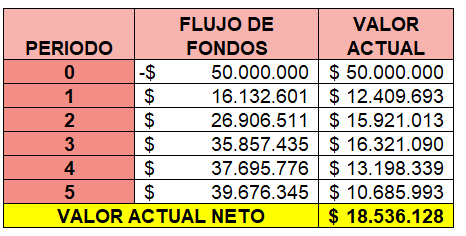 PERIODO FLUJO DE FONDOS VALOR ACTUAL
0 -$ 50.000.000 $ 50.000.000
1 $ 16.132.601 $ 12.409.693
2 $ 26.906.511 $ 15.921.013
3 $ 35.857.435 $ 16.321.090
4 $ 37.695.776 $ 13.198.339
5 $ 39.676.345 $ 10.685.993
VALOR ACTUAL NETO $ 18.536.128